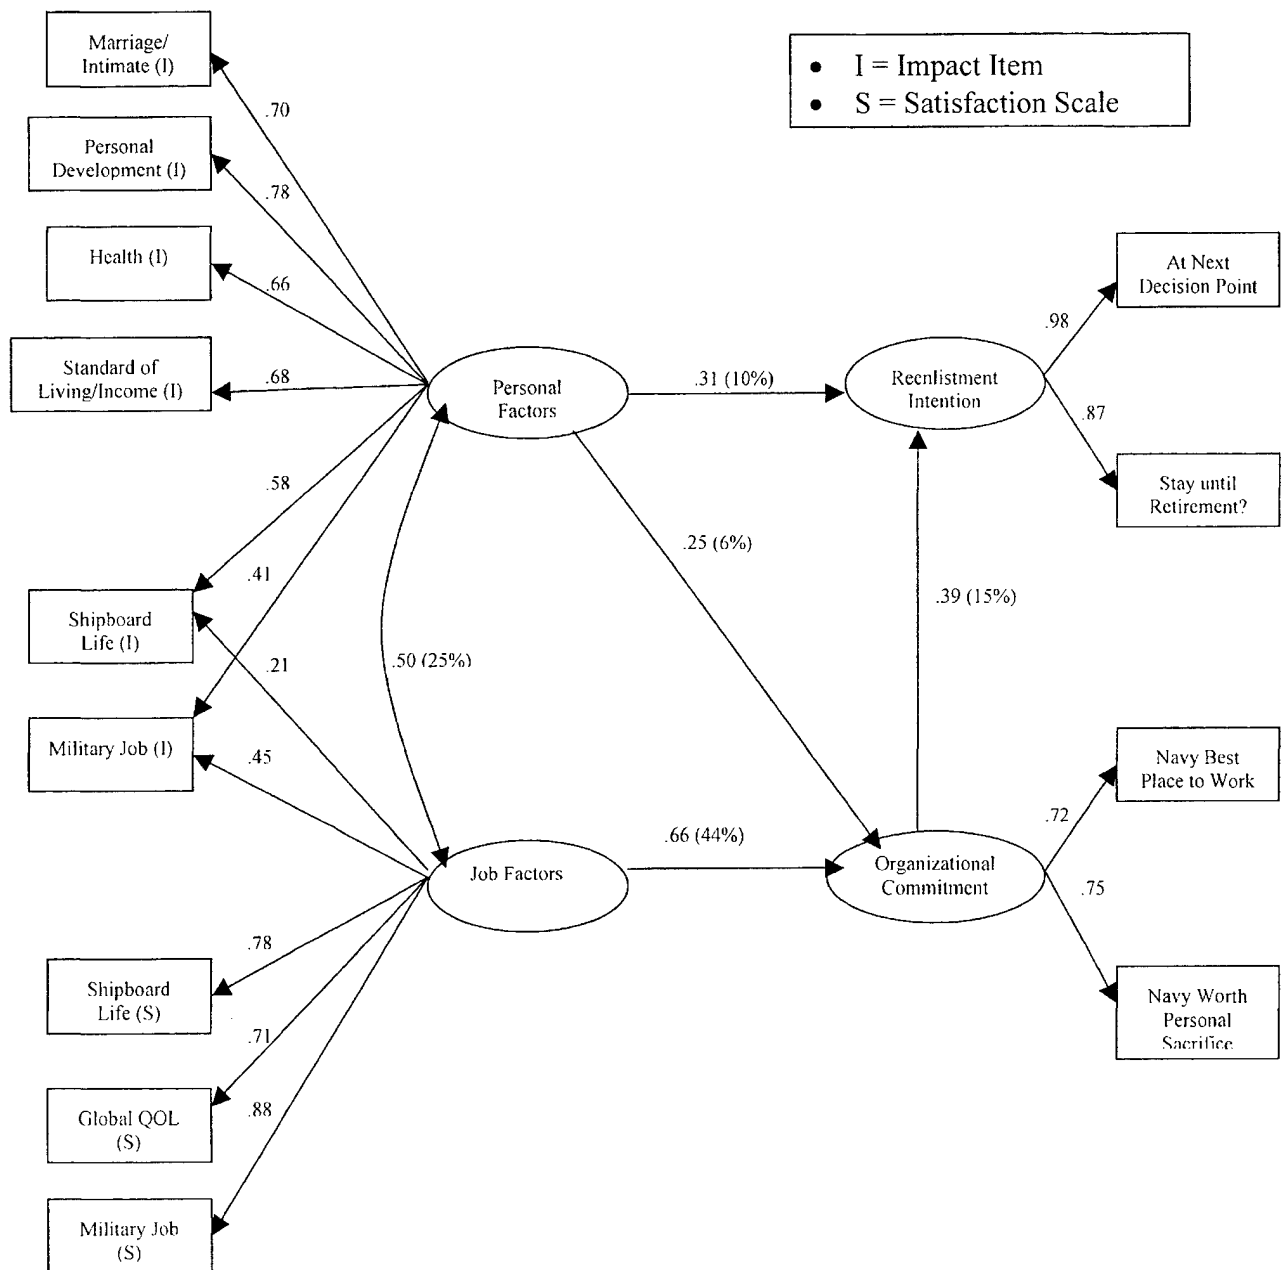 Marriage/
Intimate (I)
• I = Impact Item
• S = Satisfaction Scale
.70
Personal
Development (I)
.78
Health (I)
.66
At Next
Decision Point
.98
Standard of
Living/Income (I)
.68
Personal
Factors
.31 (10%)
Reenlistment
Intention
.87
.58
Stay until
Retirement?
.25 (6%)
.41
.39 (15%)
Shipboard
Life (I)
.21
.50 (25%)
Military Job (I)
.45
Navy Best
Place to Work
.72
.66 (44%)
Job Factors
Organizational
Commitment
.75
.78
Shipboard
Life (S)
Navy Worth
Personal
Sacrifice
.71
.88
Global QOL
(S)
Military Job
(S)